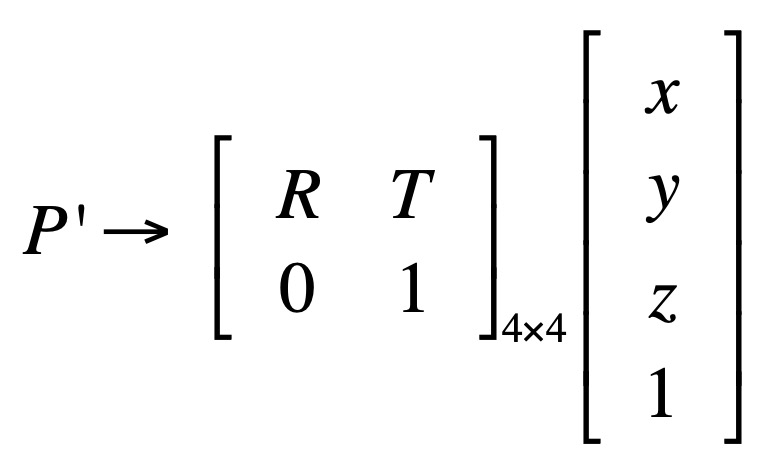 P' → [ R T ; 0 1 ]4×4 [ x ; y ; z ; 1 ]